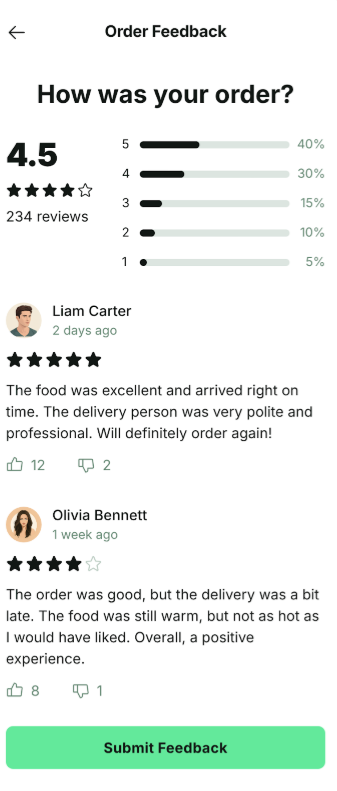 Order Feedback
How was your order?
4.5
234 reviews
5 40%
4 30%
3 15%
2 10%
1 5%
Liam Carter
2 days ago
The food was excellent and arrived right on
time. The delivery person was very polite and
professional. Will definitely order again!
12 2
Olivia Bennett
1 week ago
The order was good, but the delivery was a bit
late. The food was still warm, but not as hot as
I would have liked. Overall, a positive
experience.
8 1
Submit Feedback